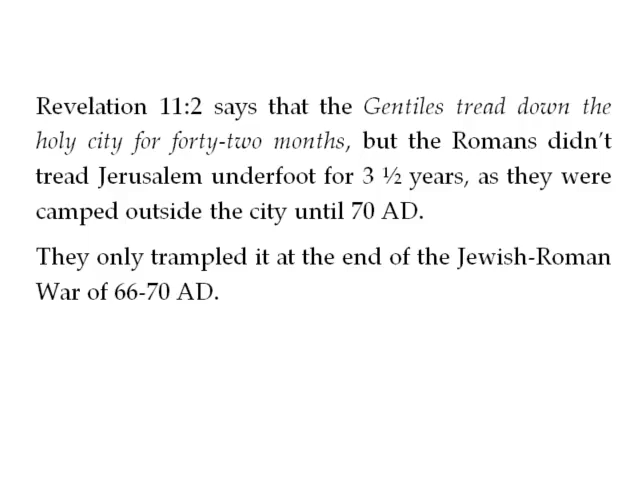 Revelation 11:2 says that the Gentiles tread down the
holy city for forty-two months, but the Romans didn't
tread Jerusalem underfoot for 3 ½ years, as they were
camped outside the city until 70 AD.
They only trampled it at the end of the Jewish-Roman
War of 66-70 AD.